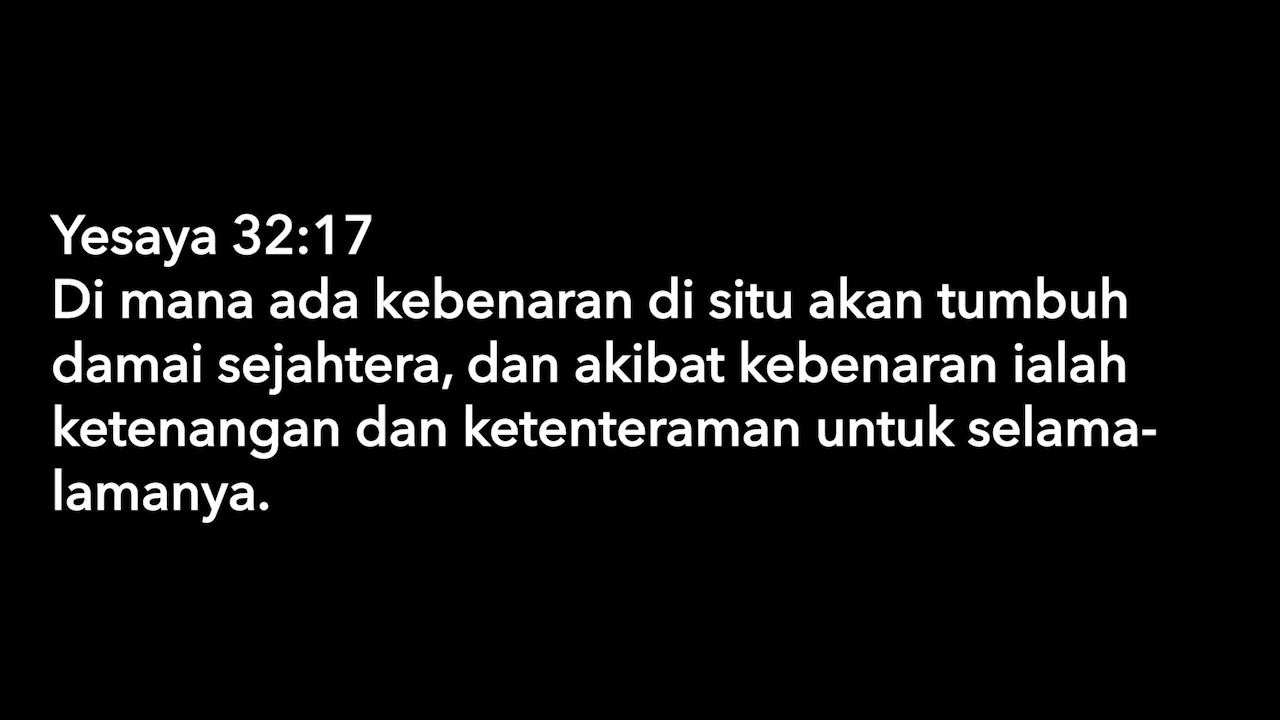 Yesaya 32:17
Di mana ada kebenaran di situ akan tumbuh
damai sejahtera, dan akibat kebenaran ialah
ketenangan dan ketenteraman untuk selama-
lamanya.